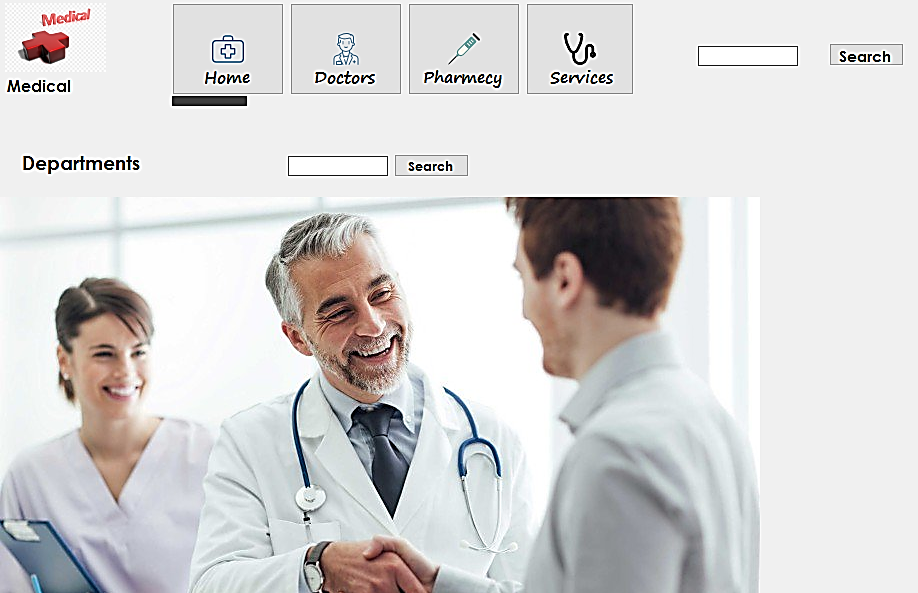 Medical
Medical
Home
Doctors
Pharmecy
Services
Search
Departments
Search